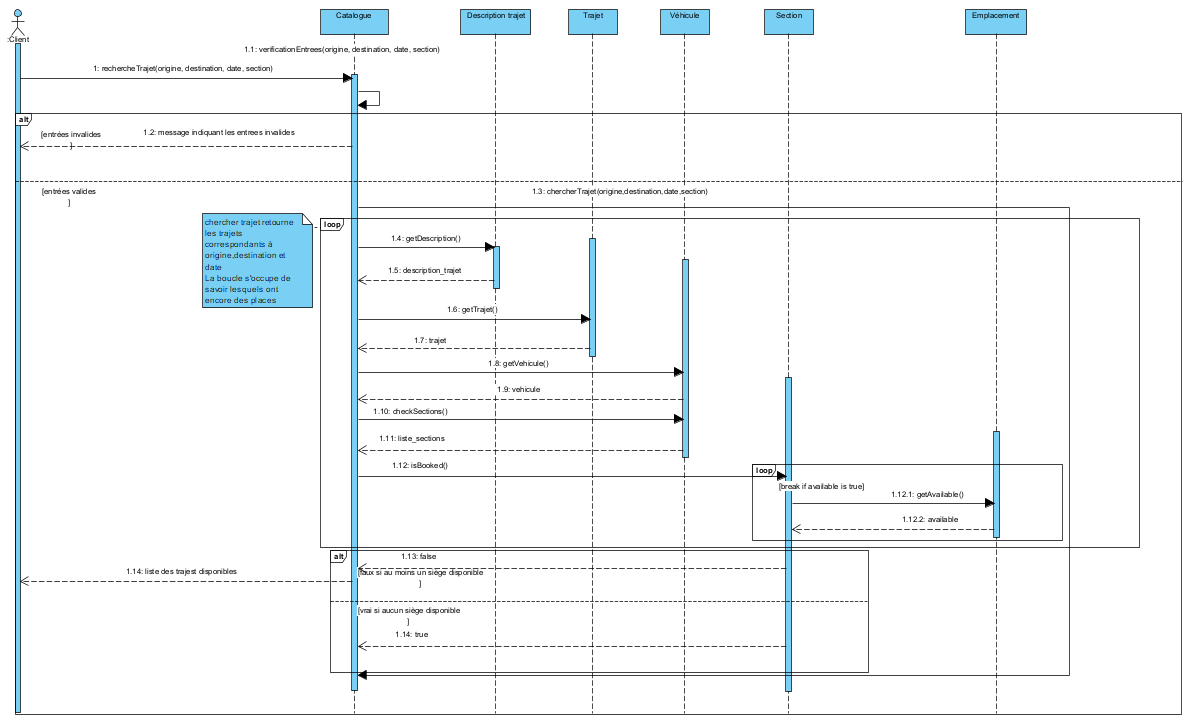 Catalogue
Description trajet
Trajet
Véhicule
Section
Emplacement
:Client
1.1: verificationEntrees(origine, destination, date, section)
1: rechercheTrajet(origine, destination, date, section)
alt
[entrées invalides
]
1.2: message indiquant les entrees invalides
[entrées valides
]
1.3: chercherTrajet(origine,destination,date,section)
chercher trajet retourne
les trajets
correspondants à
origine,destination et
date
La boucle s'occupe de
savoir lesquels ont
encore des places
loop
1.4: getDescription()
1.5: description_trajet
1.6: getTrajet()
1.7: trajet
1.8: getVehicule()
1.9: vehicule
1.10: checkSections()
1.11: liste_sections
1.12: isBooked()
loop
[break if available is true]
1.12.1: getAvailable()
1.12.2: available
alt
1.13: false
[faux si au moins un siège disponible
]
1.14: liste des trajest disponibles
[vrai si aucun siège disponible
]
1.14: true